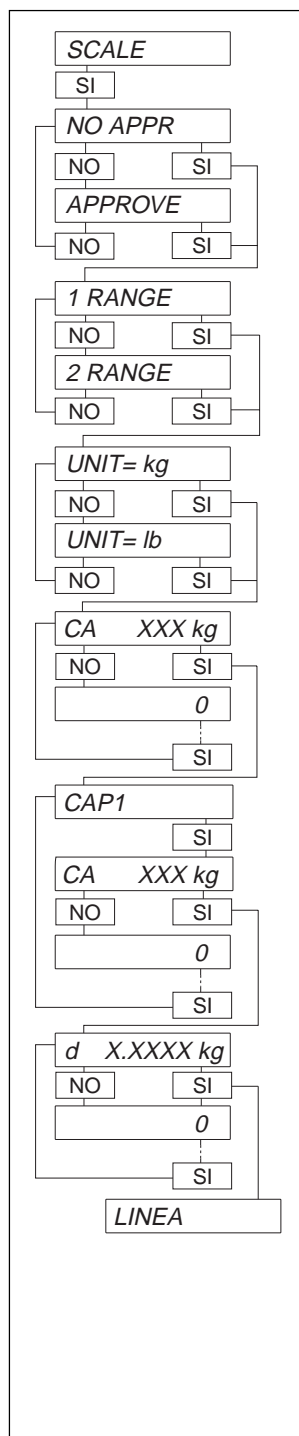 SCALE
SI
NO APPR
NO SI
APPROVE
NO SI
1 RANGE
NO SI
2 RANGE
NO SI
UNIT= kg
NO SI
UNIT= lb
NO SI
CA XXX kg
NO SI
0
SI
CAP1
SI
CA XXX kg
NO SI
0
SI
d X.XXXX kg
NO SI
0
SI
LINEA